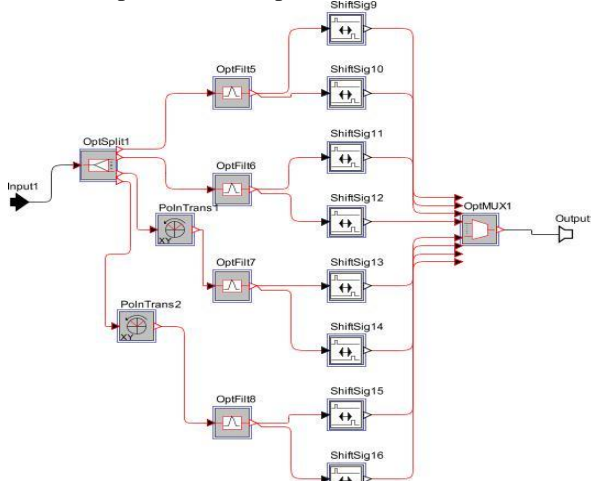 ShiftSig9
ShiftSig10
OptFilt5
ShiftSig11
OptSplit1
OptFilt6
Input1
ShiftSig12
PolnTrans1
OptMUX1
Output
XY
OptFilt7
ShiftSig13
PolnTrans2
ShiftSig14
XY
ShiftSig15
OptFilt8
ShiftSig16